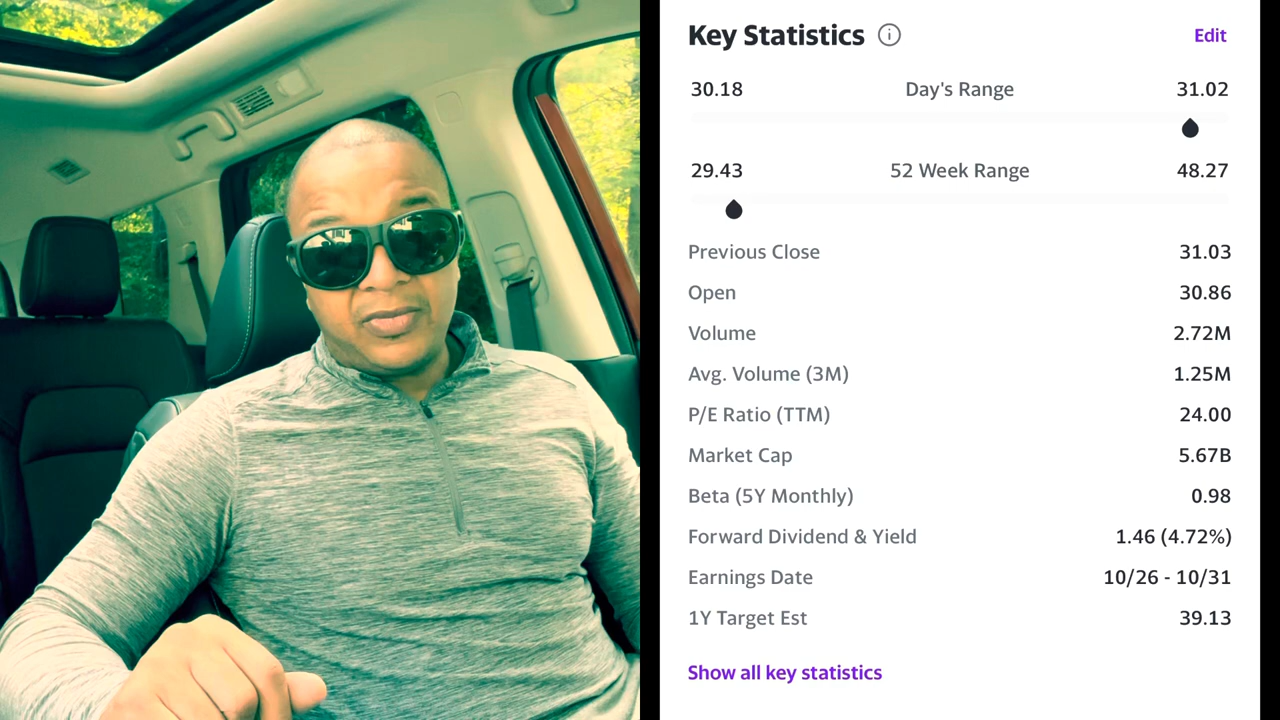 Key Statistics Edit
30.18 Day's Range 31.02
29.43 52 Week Range 48.27
Previous Close 31.03
Open 30.86
Volume 2.72M
Avg. Volume (3M) 1.25M
P/E Ratio (TTM) 24.00
Market Cap 5.67B
Beta (5Y Monthly) 0.98
Forward Dividend & Yield 1.46 (4.72%)
Earnings Date 10/26 - 10/31
1Y Target Est 39.13
Show all key statistics